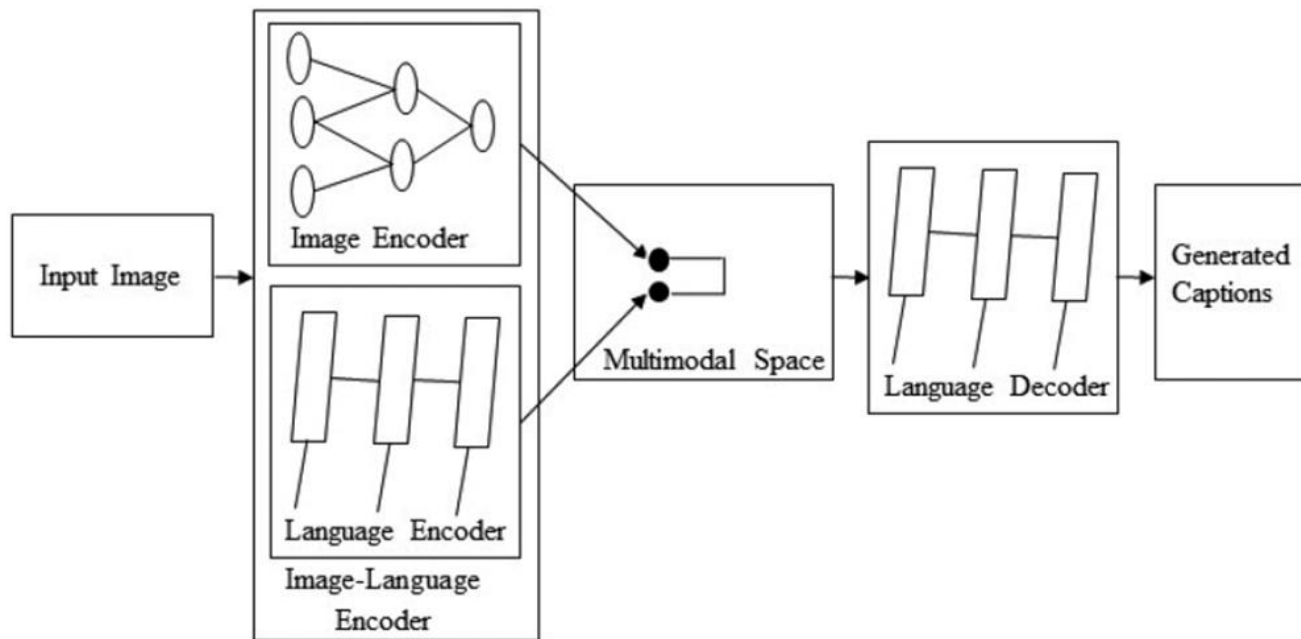 Input Image
Image Encoder
Language Encoder
Image-Language
Encoder
Multimodal Space
Language Decoder
Generated
Captions